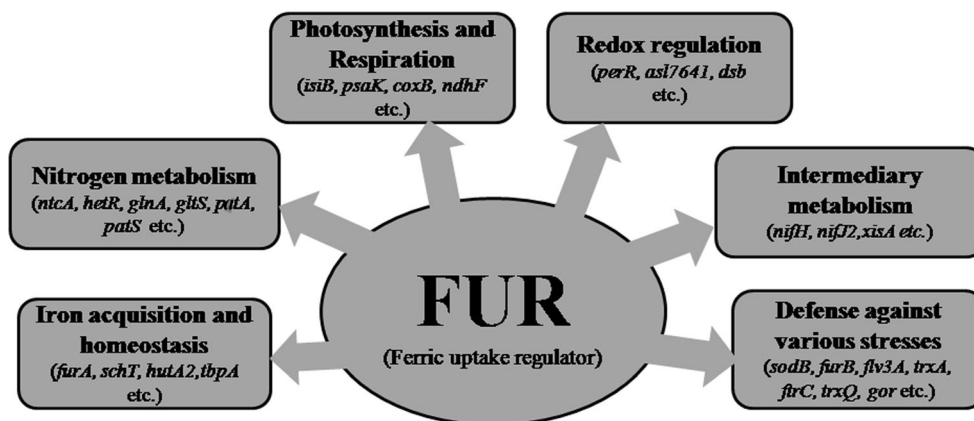 Photosynthesis and
Respiration
(isiB, psaK, coxB, ndhF
etc.)
Redox regulation
(perR, asl7641, dsb
etc.)
Nitrogen metabolism
(ntcA, hetR, glnA, gltS, patA,
patS etc.)
Intermediary
metabolism
(nifH, nifJ2,xisA etc.)
Iron acquisition and
homeostasis
(furA, schT, hutA2,tbpA
etc.)
FUR
(Ferric uptake regulator)
Defense against
various stresses
(sodB, furB, flv3A, trxA,
ftrC, trxQ, gor etc.)